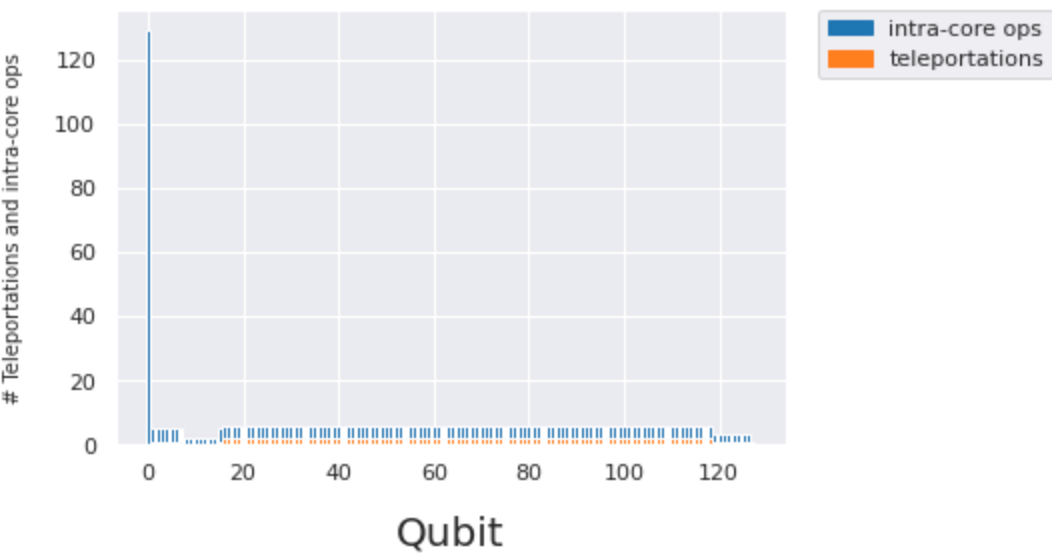 # Teleportations and intra-core ops
120
100
80
60
40
20
0
0 20 40 60 80 100 120
Qubit
intra-core ops
teleportations